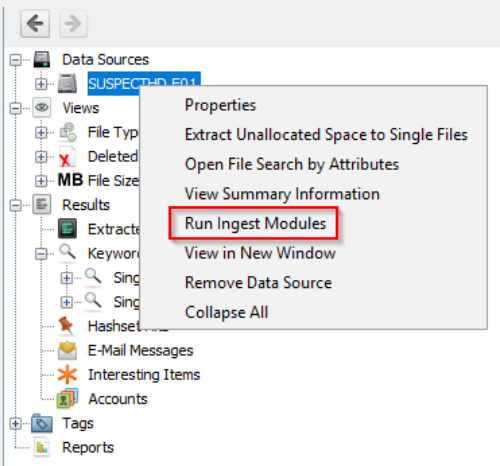 Data Sources
SUSPECTHD.E01
Properties
Views
File Typ
Extract Unallocated Space to Single Files
Deleted
Open File Search by Attributes
MB File Size
View Summary Information
Results
Extracte
Run Ingest Modules
Keywor
View in New Window
Sing
Remove Data Source
Sing
Collapse All
E-Mail Messages
Interesting Items
Accounts
Tags
Reports